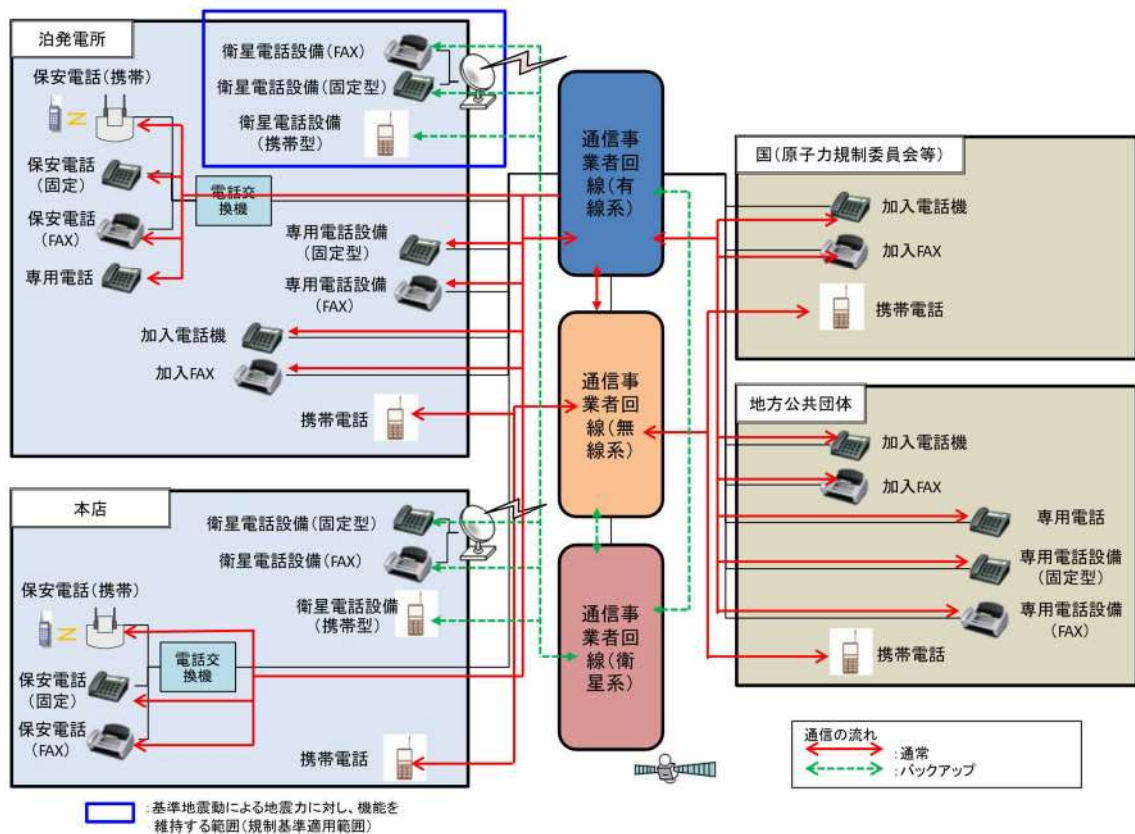 泊発電所
衛星電話設備(FAX)
衛星電話設備(固定型)
衛星電話設備
(携帯型)
保安電話(携帯)
保安電話
(固定)
保安電話
(FAX)
専用電話
電話交
換機
専用電話設備
(固定型)
専用電話設備
(FAX)
加入電話機
加入FAX
携帯電話
本店
衛星電話設備(固定型)
衛星電話設備(FAX)
衛星電話設備
(携帯型)
保安電話(携帯)
保安電話
(固定)
保安電話
(FAX)
電話交
換機
携帯電話
通信事
業者回
線(有
線系)
通信事
業者回
線(無
線系)
通信事
業者回
線(衛
星系)
国(原子力規制委員会等)
加入電話機
加入FAX
携帯電話
地方公共団体
加入電話機
加入FAX
専用電話
専用電話設備
(固定型)
専用電話設備
(FAX)
携帯電話
通信の流れ
:通常
:バックアップ
:基準地震動による地震力に対し、機能を
維持する範囲(規制基準適用範囲)